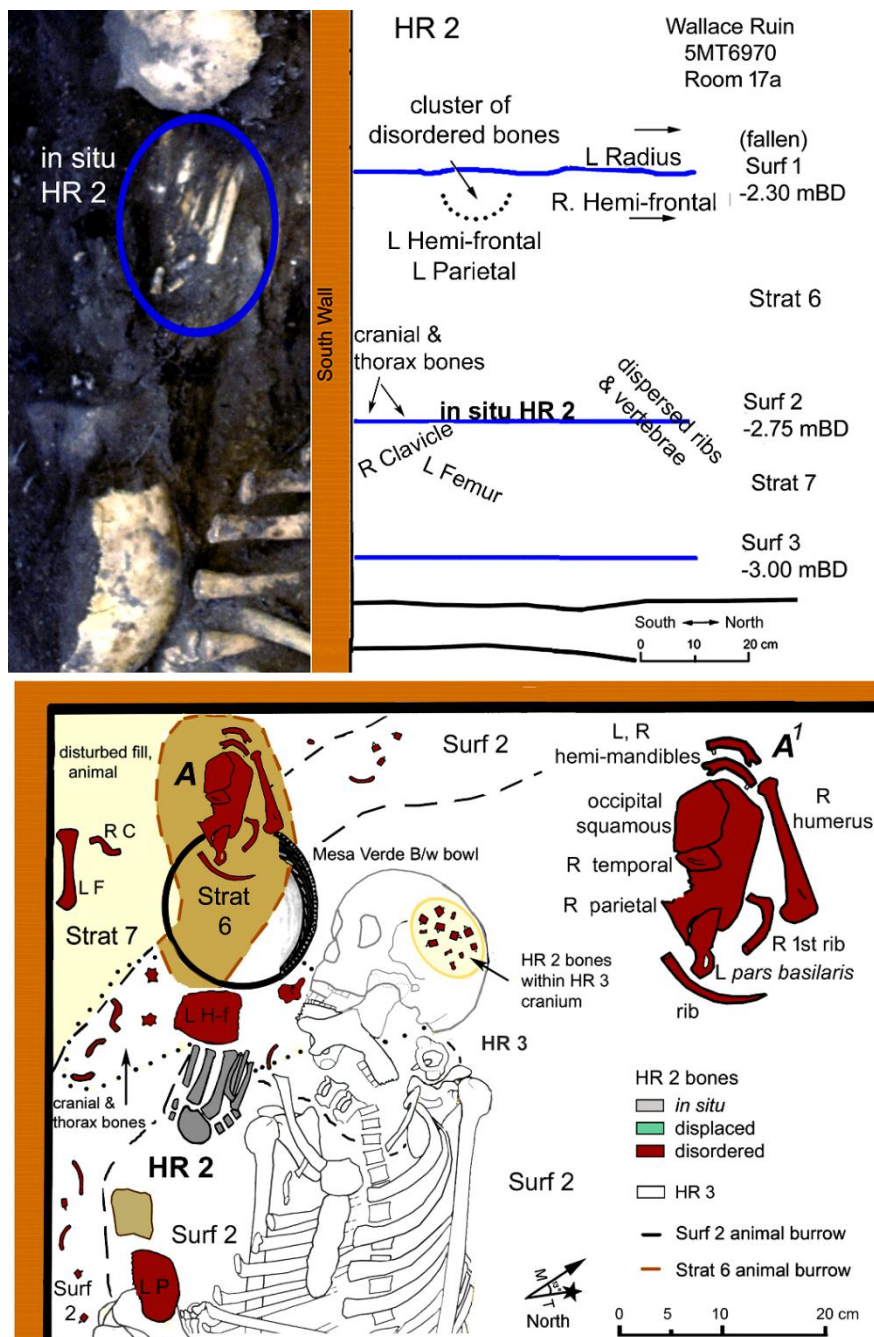 in situ
HR 2
HR 2
Wallace Ruin
5MT6970
Room 17a
cluster of
disordered bones
L Radius
(fallen)
Surf 1
-2.30 mBD
R. Hemi-frontal
L Hemi-frontal
L Parietal
South Wall
Strat 6
cranial &
thorax bones
in situ HR 2
dispersed ribs
& vertebrae
Surf 2
-2.75 mBD
R Clavicle
L Femur
Strat 7
Surf 3
-3.00 mBD
South North
0 10 20 cm
disturbed fill,
animal
A
Surf 2
R C
L F
Strat 7
Strat
6
Mesa Verde B/w bowl
L H-f
HR 2 bones
within HR 3
cranium
HR 3
cranial &
thorax bones
HR 2
Surf 2
Surf 2
L P
Surf
2
A1
L, R
hemi-mandibles
occipital
squamous
R
humerus
R temporal
R parietal
R 1st rib
L pars basilaris
rib
HR 2 bones
in situ
displaced
disordered
HR 3
Surf 2 animal burrow
Strat 6 animal burrow
M
T
North
0 5 10 20 cm